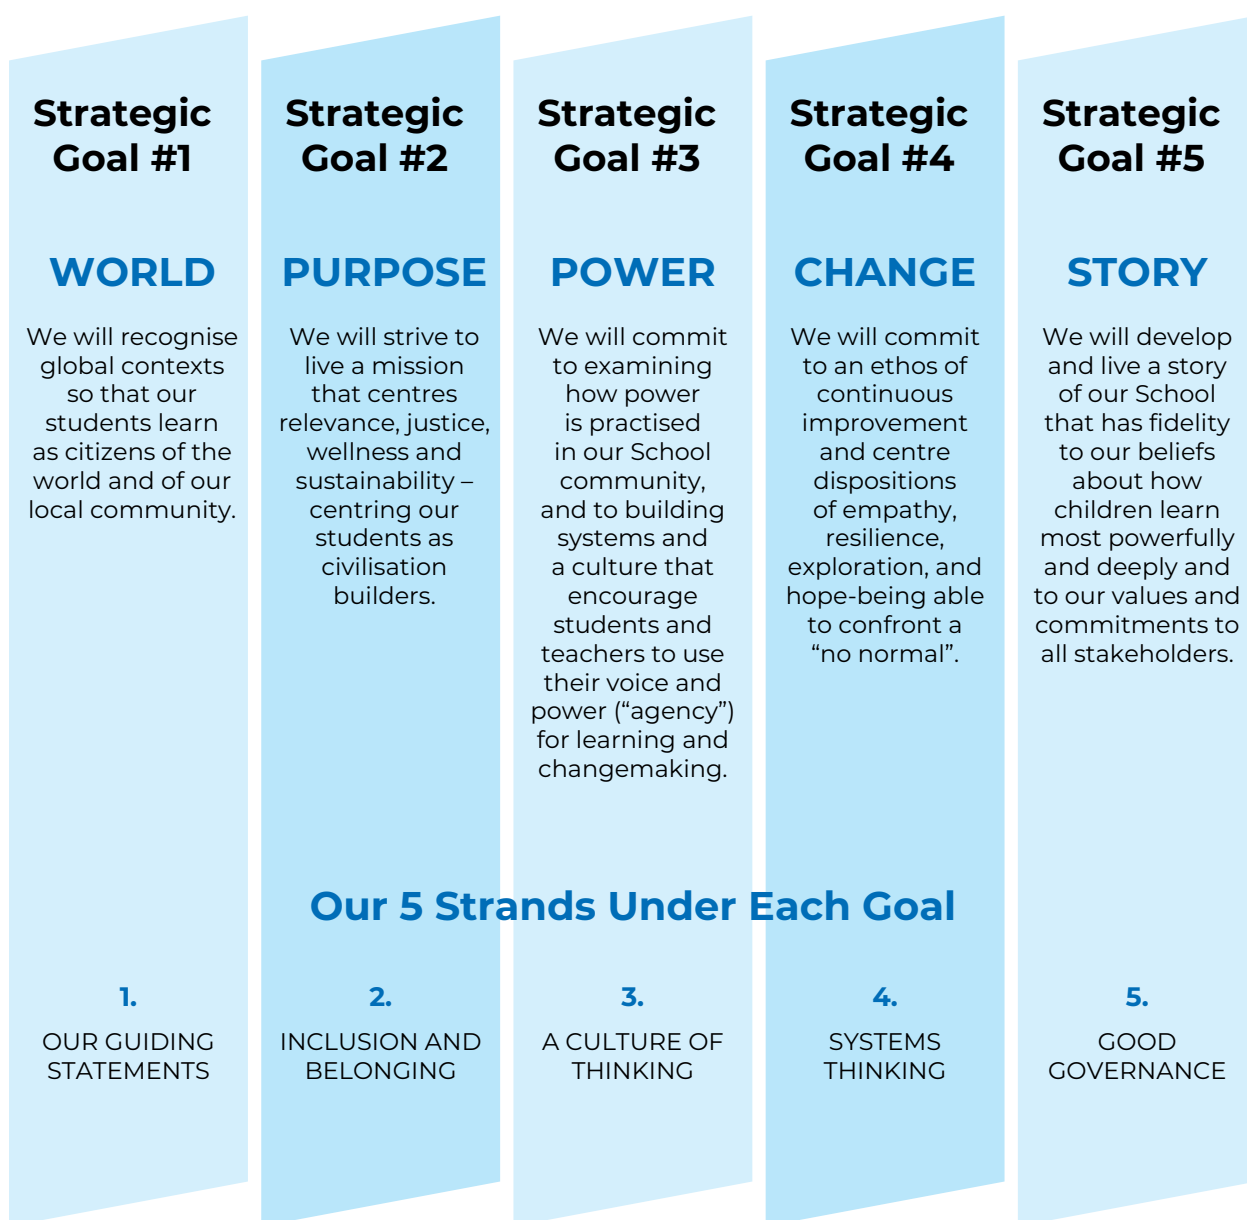 Strategic
Goal #1
WORLD
We will recognise
global contexts
so that our
students learn
as citizens of the
world and of our
local community.
Strategic
Goal #2
PURPOSE
We will strive to
live a mission
that centres
relevance, justice,
wellness and
sustainability –
centring our
students as
civilisation
builders.
Strategic
Goal #3
POWER
We will commit
to examining
how power
is practised
in our School
community,
and to building
systems and
a culture that
encourage
students and
teachers to use
their voice and
power (“agency”)
for learning and
changemaking.
Strategic
Goal #4
CHANGE
We will commit
to an ethos of
continuous
improvement
and centre
dispositions
of empathy,
resilience,
exploration, and
hope-being able
to confront a
“no normal”.
Strategic
Goal #5
STORY
We will develop
and live a story
of our School
that has fidelity
to our beliefs
about how
children learn
most powerfully
and deeply and
to our values and
commitments to
all stakeholders.
Our 5 Strands Under Each Goal
1.
OUR GUIDING
STATEMENTS
2.
INCLUSION AND
BELONGING
3.
A CULTURE OF
THINKING
4.
SYSTEMS
THINKING
5.
GOOD
GOVERNANCE